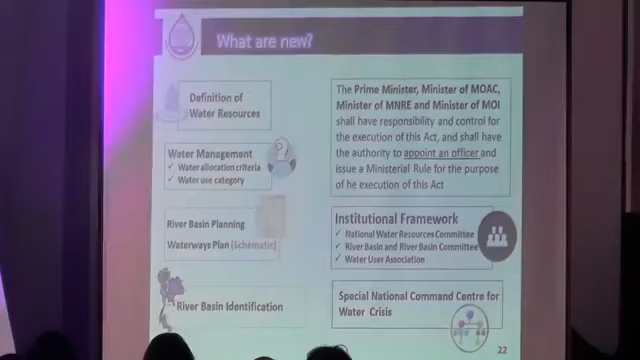 What are new?
Definition of
Water Resources
Water Management
✓ Water allocation criteria
✓ Water use category
River Basin Planning
Waterways Plan (Schematic)
River Basin Identification
The Prime Minister, Minister of MOAC,
Minister of MNRE and Minister of MOI
shall have responsibility and control for
the execution of this Act, and shall have
the authority to appoint an officer and
issue a Ministerial Rule for the purpose
of he execution of this Act
Institutional Framework
✓ National Water Resources Committee
✓ River Basin and River Basin Committee
✓ Water User Association
Special National Command Centre for
Water Crisis
22